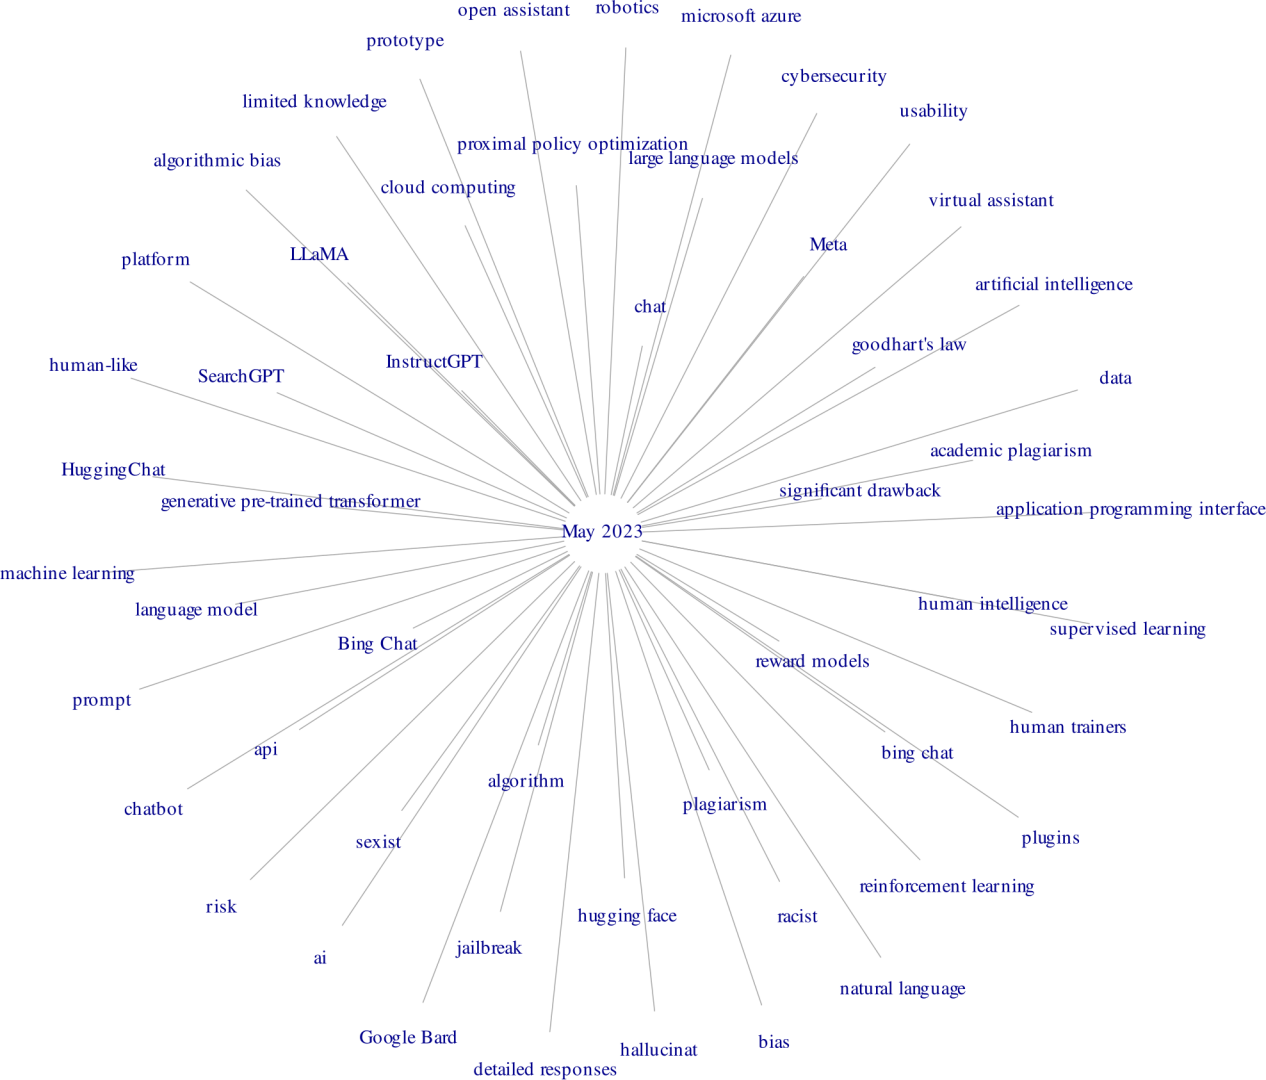 open assistant
robotics
microsoft azure
prototype
cybersecurity
limited knowledge
usability
proximal policy optimization
large language models
algorithmic bias
cloud computing
virtual assistant
Meta
LLaMA
platform
artificial intelligence
chat
goodhart's law
InstructGPT
human-like
SearchGPT
data
academic plagiarism
HuggingChat
significant drawback
generative pre-trained transformer
application programming interface
May 2023
machine learning
human intelligence
language model
supervised learning
Bing Chat
reward models
prompt
human trainers
api
bing chat
algorithm
plagiarism
chatbot
plugins
sexist
reinforcement learning
risk
hugging face
racist
jailbreak
ai
natural language
Google Bard
bias
hallucinat
detailed responses